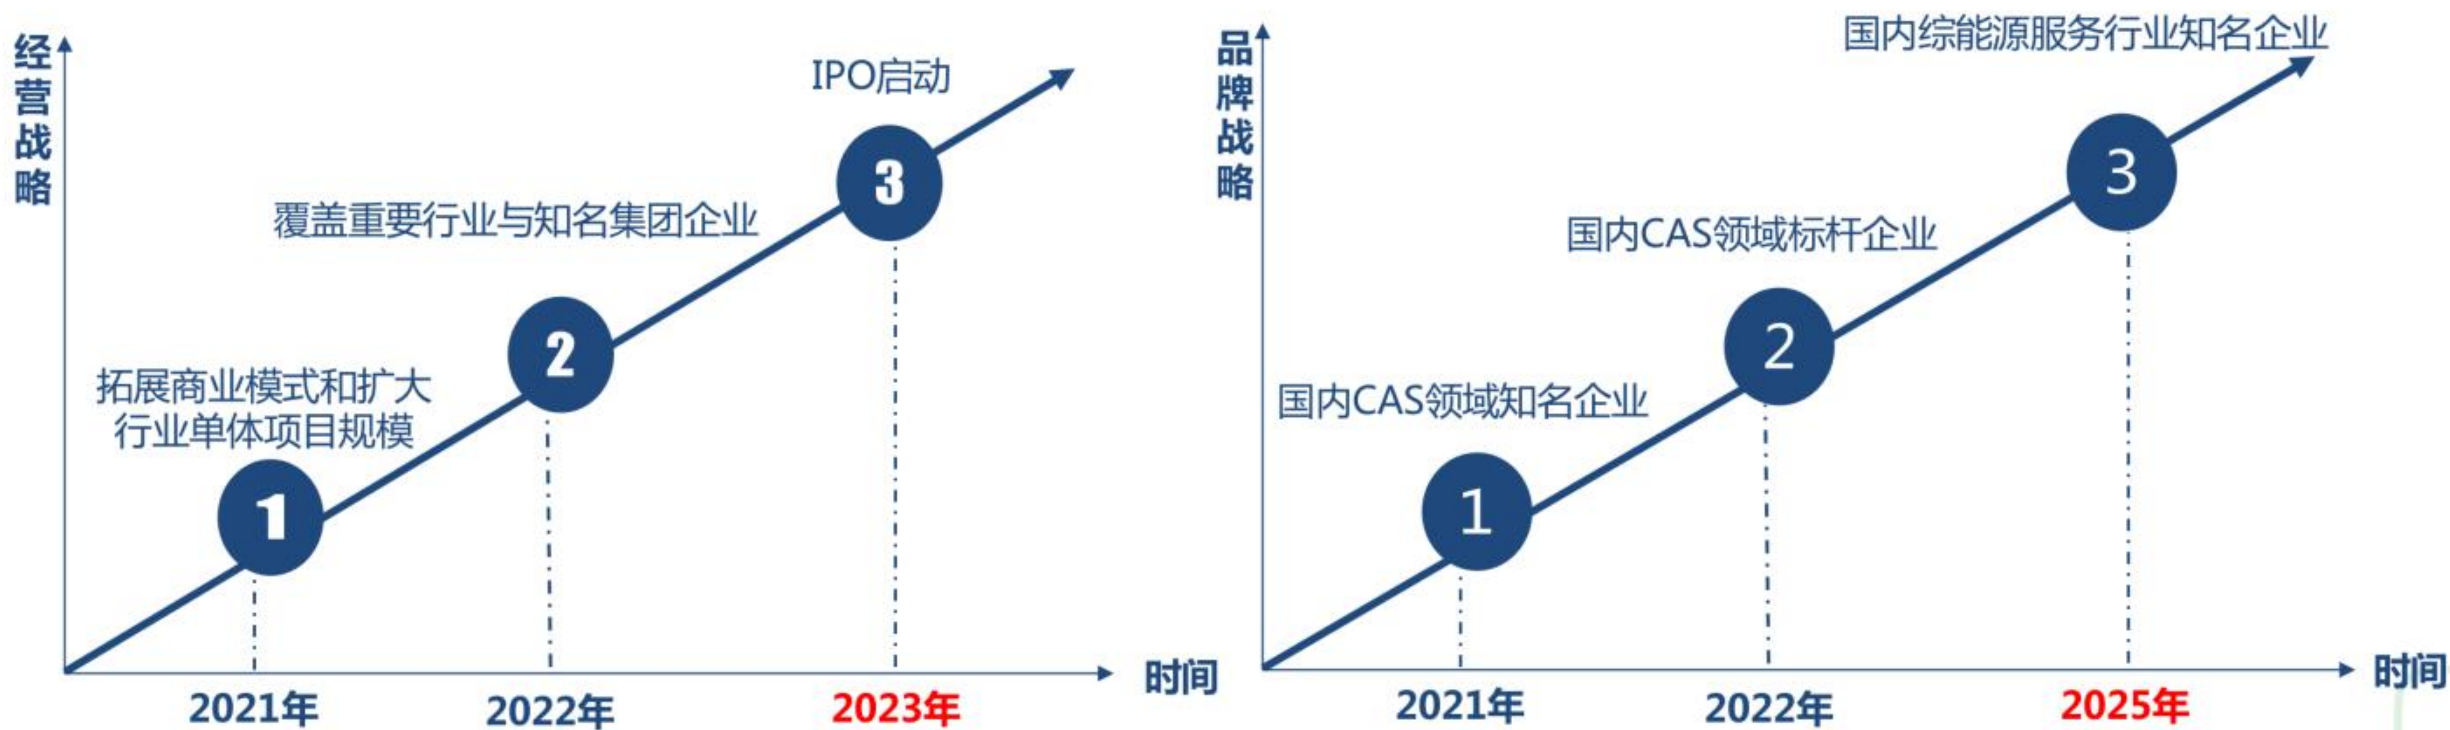 经营战略
IPO启动
3
覆盖重要行业与知名集团企业
2
拓展商业模式和扩大
行业单体项目规模
1
2021年
2022年
2023年
时间
品牌战略
国内综能源服务行业知名企业
3
国内CAS领域标杆企业
2
国内CAS领域知名企业
1
2021年
2022年
2025年
时间